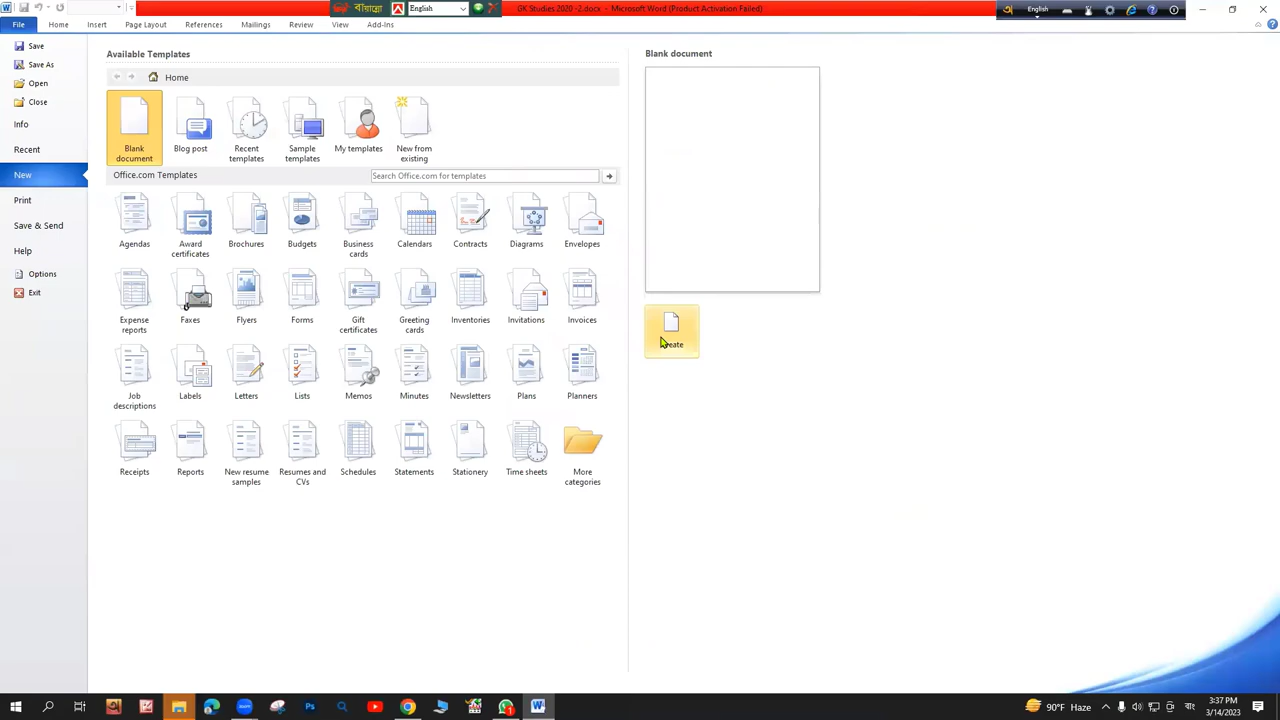 বায়ান্নো
English
GK Studies 2020 -2.docx - Microsoft Word (Product Activation Failed)
English
File
Home
Insert
Page Layout
References
Mailings
Review
View
Add-Ins
Save
Save As
Open
Close
Info
Recent
New
Print
Save & Send
Help
Options
Exit
Available Templates
Home
Blank
document
Blog post
Recent
templates
Sample
templates
My templates
New from
existing
Office.com Templates
Search Office.com for templates
Agendas
Award
certificates
Brochures
Budgets
Business
cards
Calendars
Contracts
Diagrams
Envelopes
Expense
reports
Faxes
Flyers
Forms
Gift
certificates
Greeting
cards
Inventories
Invitations
Invoices
Job
descriptions
Labels
Letters
Lists
Memos
Minutes
Newsletters
Plans
Planners
Receipts
Reports
New resume
samples
Resumes and
CVs
Schedules
Statements
Stationery
Time sheets
More
categories
Blank document
Create
90°F Haze
3:37 PM
3/14/2023